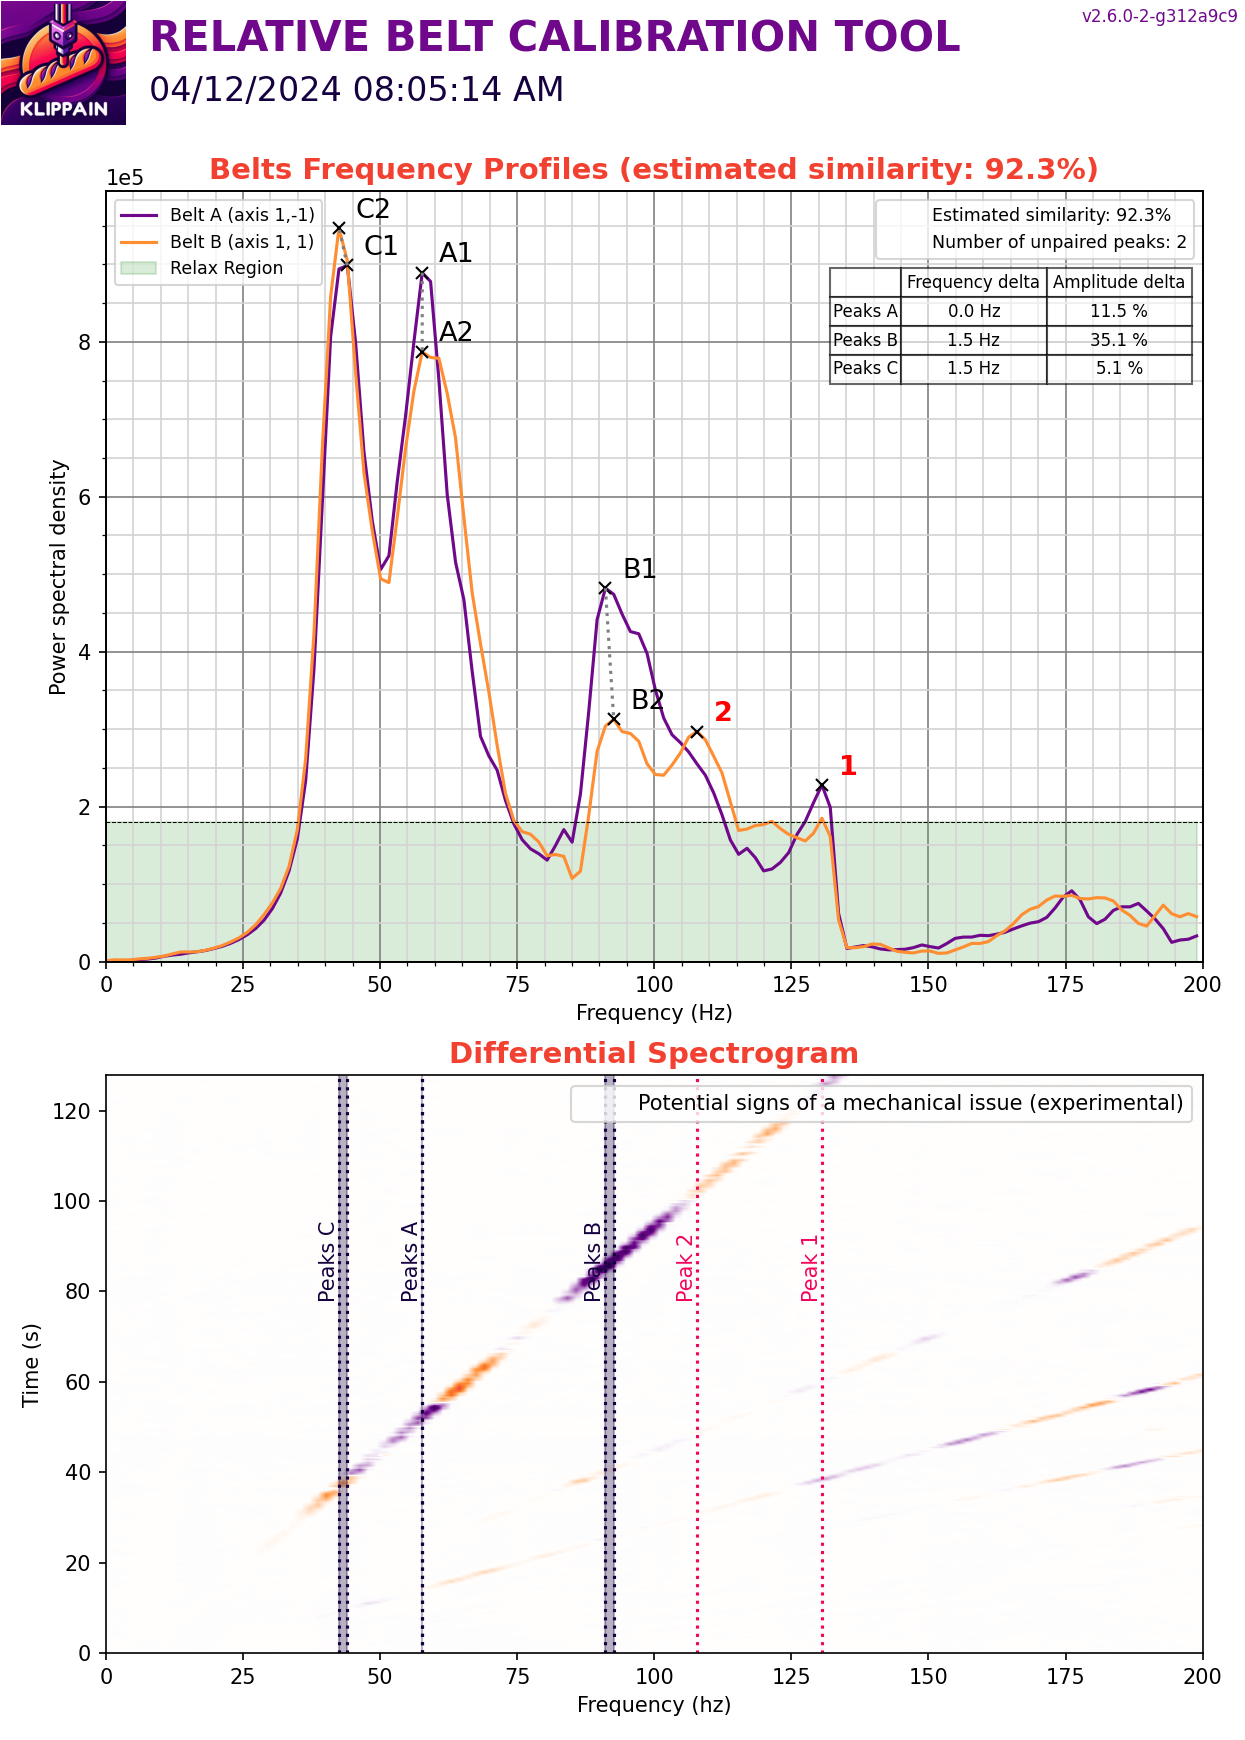 v2.6.0-2-g312a9c9
RELATIVE BELT CALIBRATION TOOL
04/12/2024 08:05:14 AM
KLIPPAIN
Belts Frequency Profiles (estimated similarity: 92.3%)
1e5
Belt A (axis 1,-1)
Belt B (axis 1, 1)
Relax Region
Estimated similarity: 92.3%
Number of unpaired peaks: 2
Frequency delta Amplitude delta
Peaks A 0.0 Hz 11.5 %
Peaks B 1.5 Hz 35.1 %
Peaks C 1.5 Hz 5.1 %
C2
C1
A1
A2
B1
B2
2
1
Power spectral density
8
6
4
2
0
0 25 50 75 100 125 150 175 200
Frequency (Hz)
Differential Spectrogram
Potential signs of a mechanical issue (experimental)
Peaks C
Peaks A
Peaks B
Peak 2
Peak 1
Time (s)
120
100
80
60
40
20
0
0 25 50 75 100 125 150 175 200
Frequency (hz)